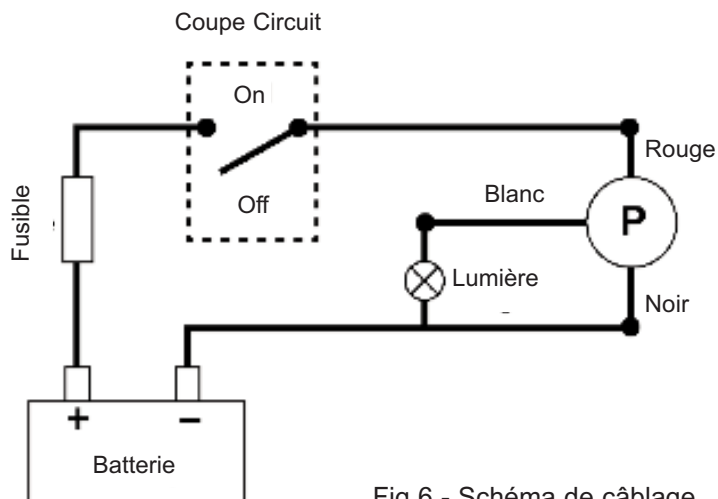 Coupe Circuit
On
Off
Fusible
Rouge
Blanc
P
Lumière
Noir
+
–
Batterie
Fig 6 - Schéma de câblage